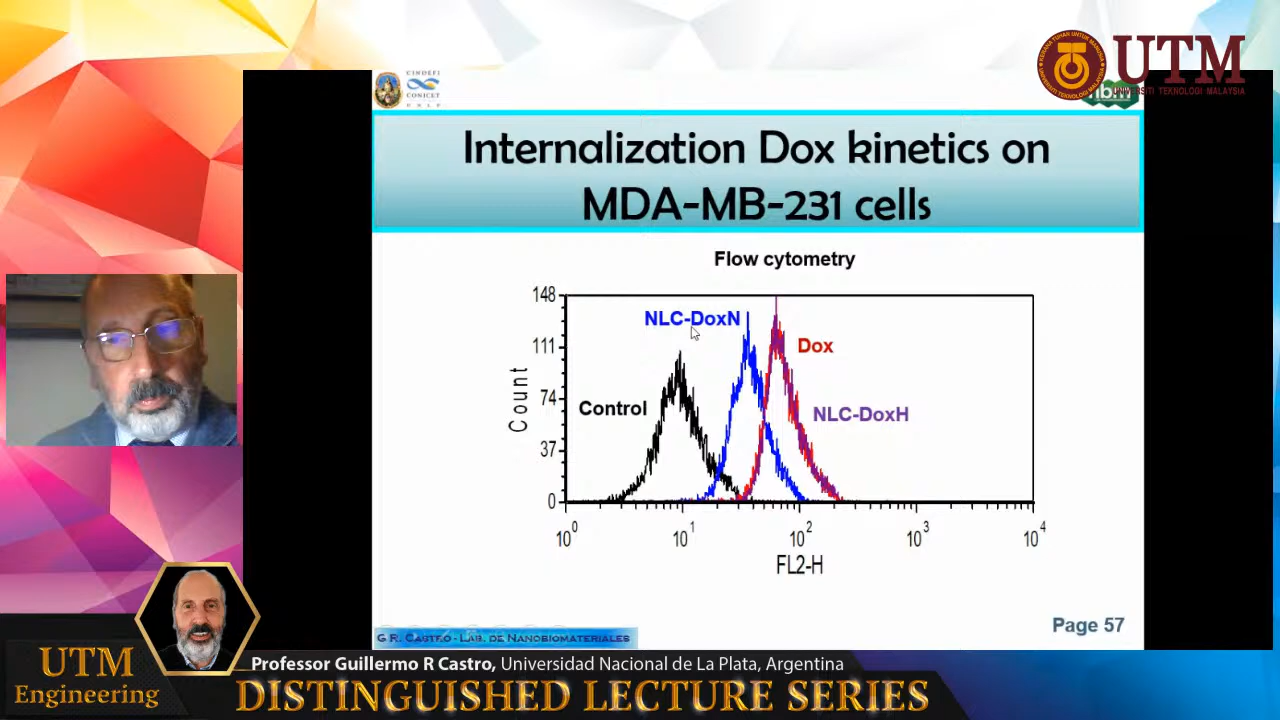 UTM
UNIVERSITI TEKNOLOGI MALAYSIA
CINDEFI
CONICET
UNLP
Internalization Dox kinetics on
MDA-MB-231 cells
Flow cytometry
148
111
74
37
0
Count
NLC-DoxN
Dox
Control
NLC-DoxH
10^0
10^1
10^2
10^3
10^4
FL2-H
Page 57
G R. Castro - Lab. de Nanobiomateriales
UTM
Engineering
Professor Guillermo R Castro, Universidad Nacional de La Plata, Argentina
DISTINGUISHED LECTURE SERIES